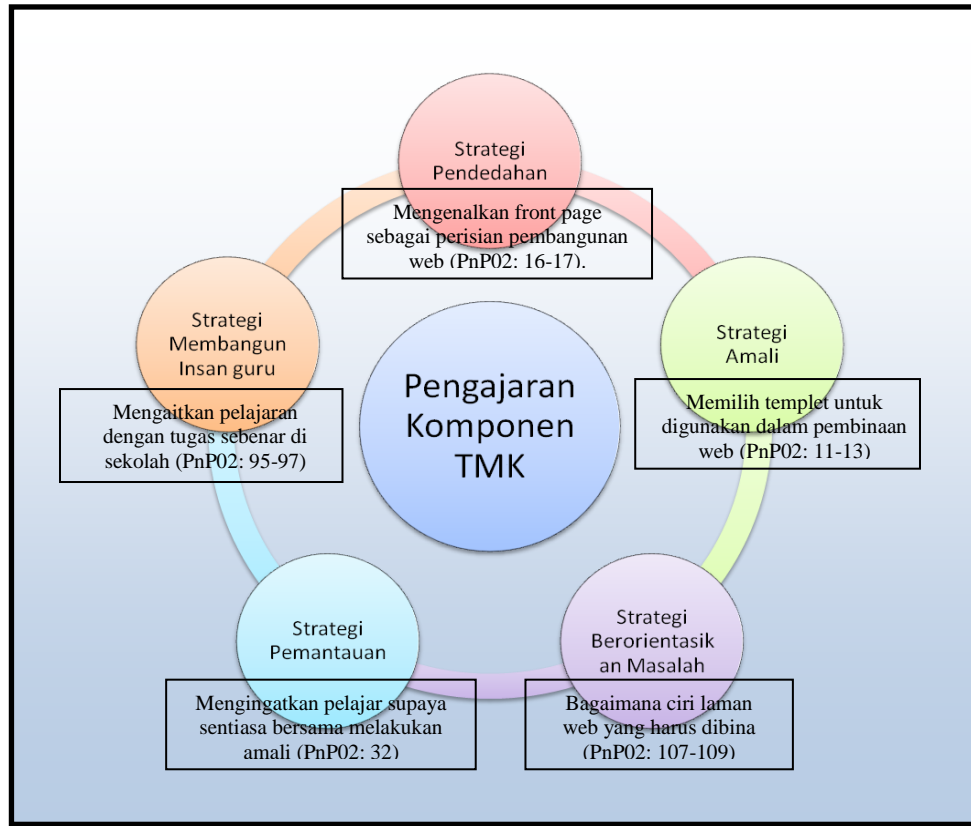 Strategi
Pendedahan
Mengenalkan front page
sebagai perisian pembangunan
web (PnP02: 16-17).
Strategi
Membangun
Insan guru
Mengaitkan pelajaran
dengan tugas sebenar di
sekolah (PnP02: 95-97)
Pengajaran
Komponen
TMK
Strategi
Amali
Memilih templet untuk
digunakan dalam pembinaan
web (PnP02: 11-13)
Strategi
Pemantauan
Mengingatkan pelajar supaya
sentiasa bersama melakukan
amali (PnP02: 32)
Strategi
Berorientasik
an Masalah
Bagaimana ciri laman
web yang harus dibina
(PnP02: 107-109)